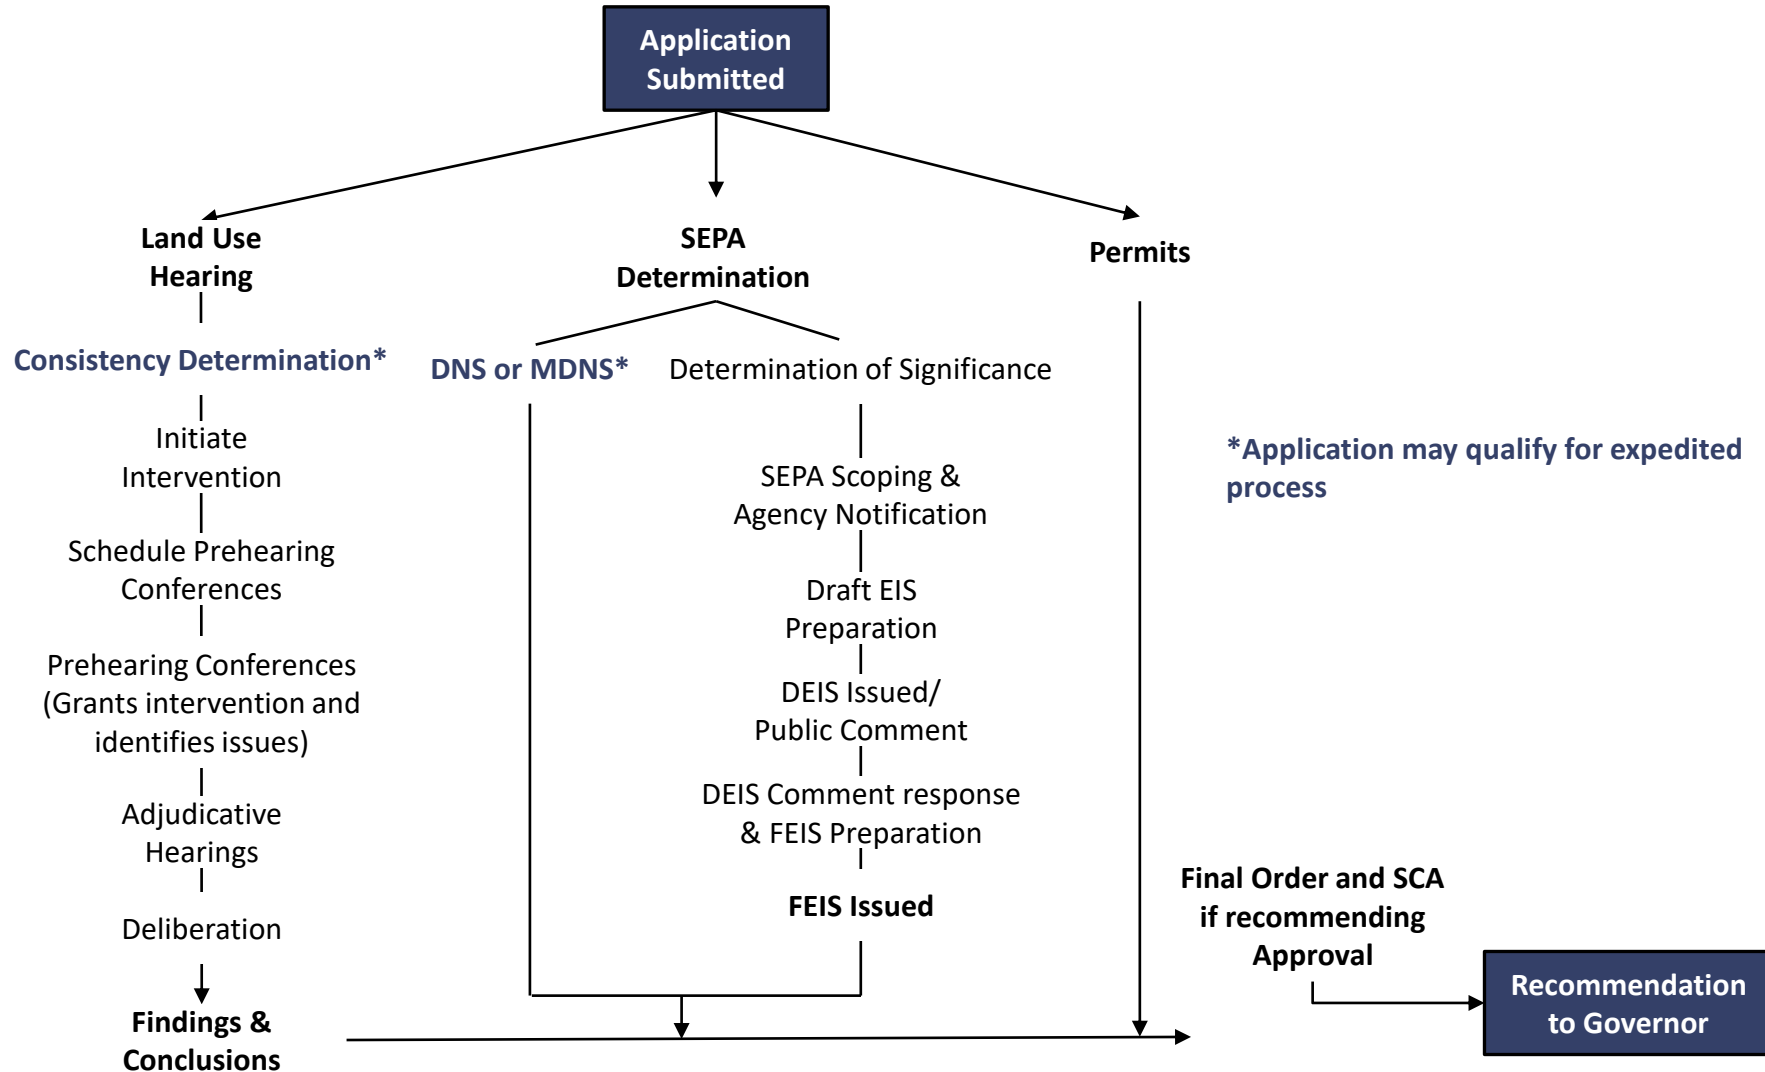 Application
Submitted
Land Use
Hearing
Consistency Determination*
Initiate
Intervention
Schedule Prehearing
Conferences
Prehearing Conferences
(Grants intervention and
identifies issues)
Adjudicative
Hearings
Deliberation
Findings &
Conclusions
SEPA
Determination
DNS or MDNS*
Determination of Significance
SEPA Scoping &
Agency Notification
Draft EIS
Preparation
DEIS Issued/
Public Comment
DEIS Comment response
& FEIS Preparation
FEIS Issued
Permits
*Application may qualify for expedited
process
Final Order and SCA
if recommending
Approval
Recommendation
to Governor